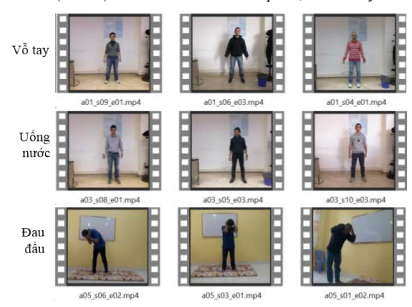 Vỗ tay
a01_s09_e01.mp4
a01_s06_e03.mp4
a01_s04_e01.mp4
Uống
nước
a03_s08_e01.mp4
a03_s05_e03.mp4
a03_s10_e03.mp4
Đau
đầu
a05_s06_e02.mp4
a05_s03_e01.mp4
a05_s01_e02.mp4